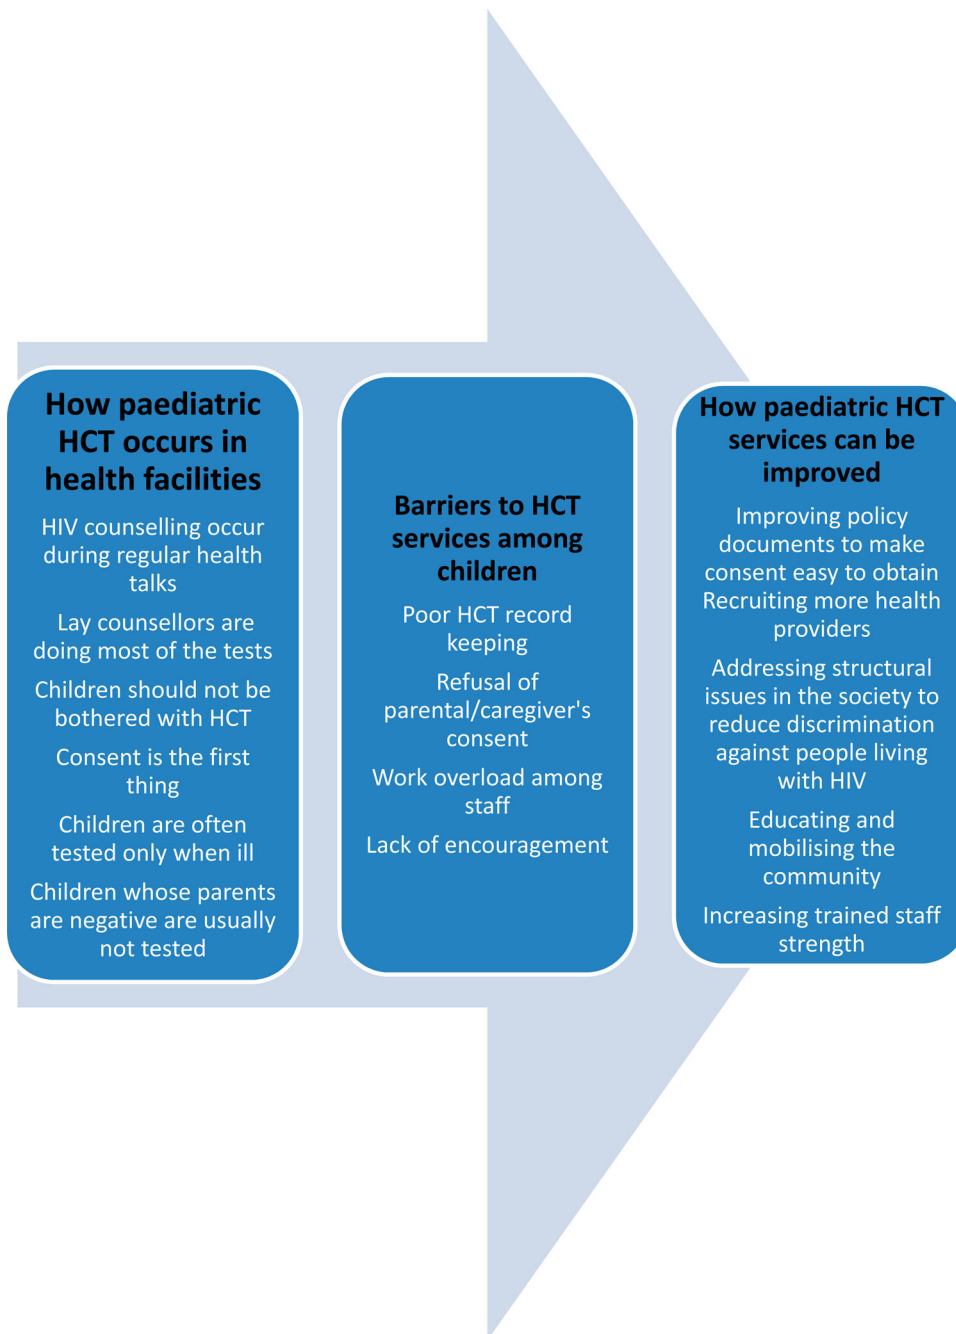 How paediatric
HCT occurs in
health facilities
HIV counselling occur
during regular health
talks
Lay counsellors are
doing most of the tests
Children should not be
bothered with HCT
Consent is the first
thing
Children are often
tested only when ill
Children whose parents
are negative are usually
not tested
Barriers to HCT
services among
children
Poor HCT record
keeping
Refusal of
parental/caregiver's
consent
Work overload among
staff
Lack of encouragement
How paediatric HCT
services can be
improved
Improving policy
documents to make
consent easy to obtain
Recruiting more health
providers
Addressing structural
issues in the society to
reduce discrimination
against people living
with HIV
Educating and
mobilising the
community
Increasing trained staff
strength